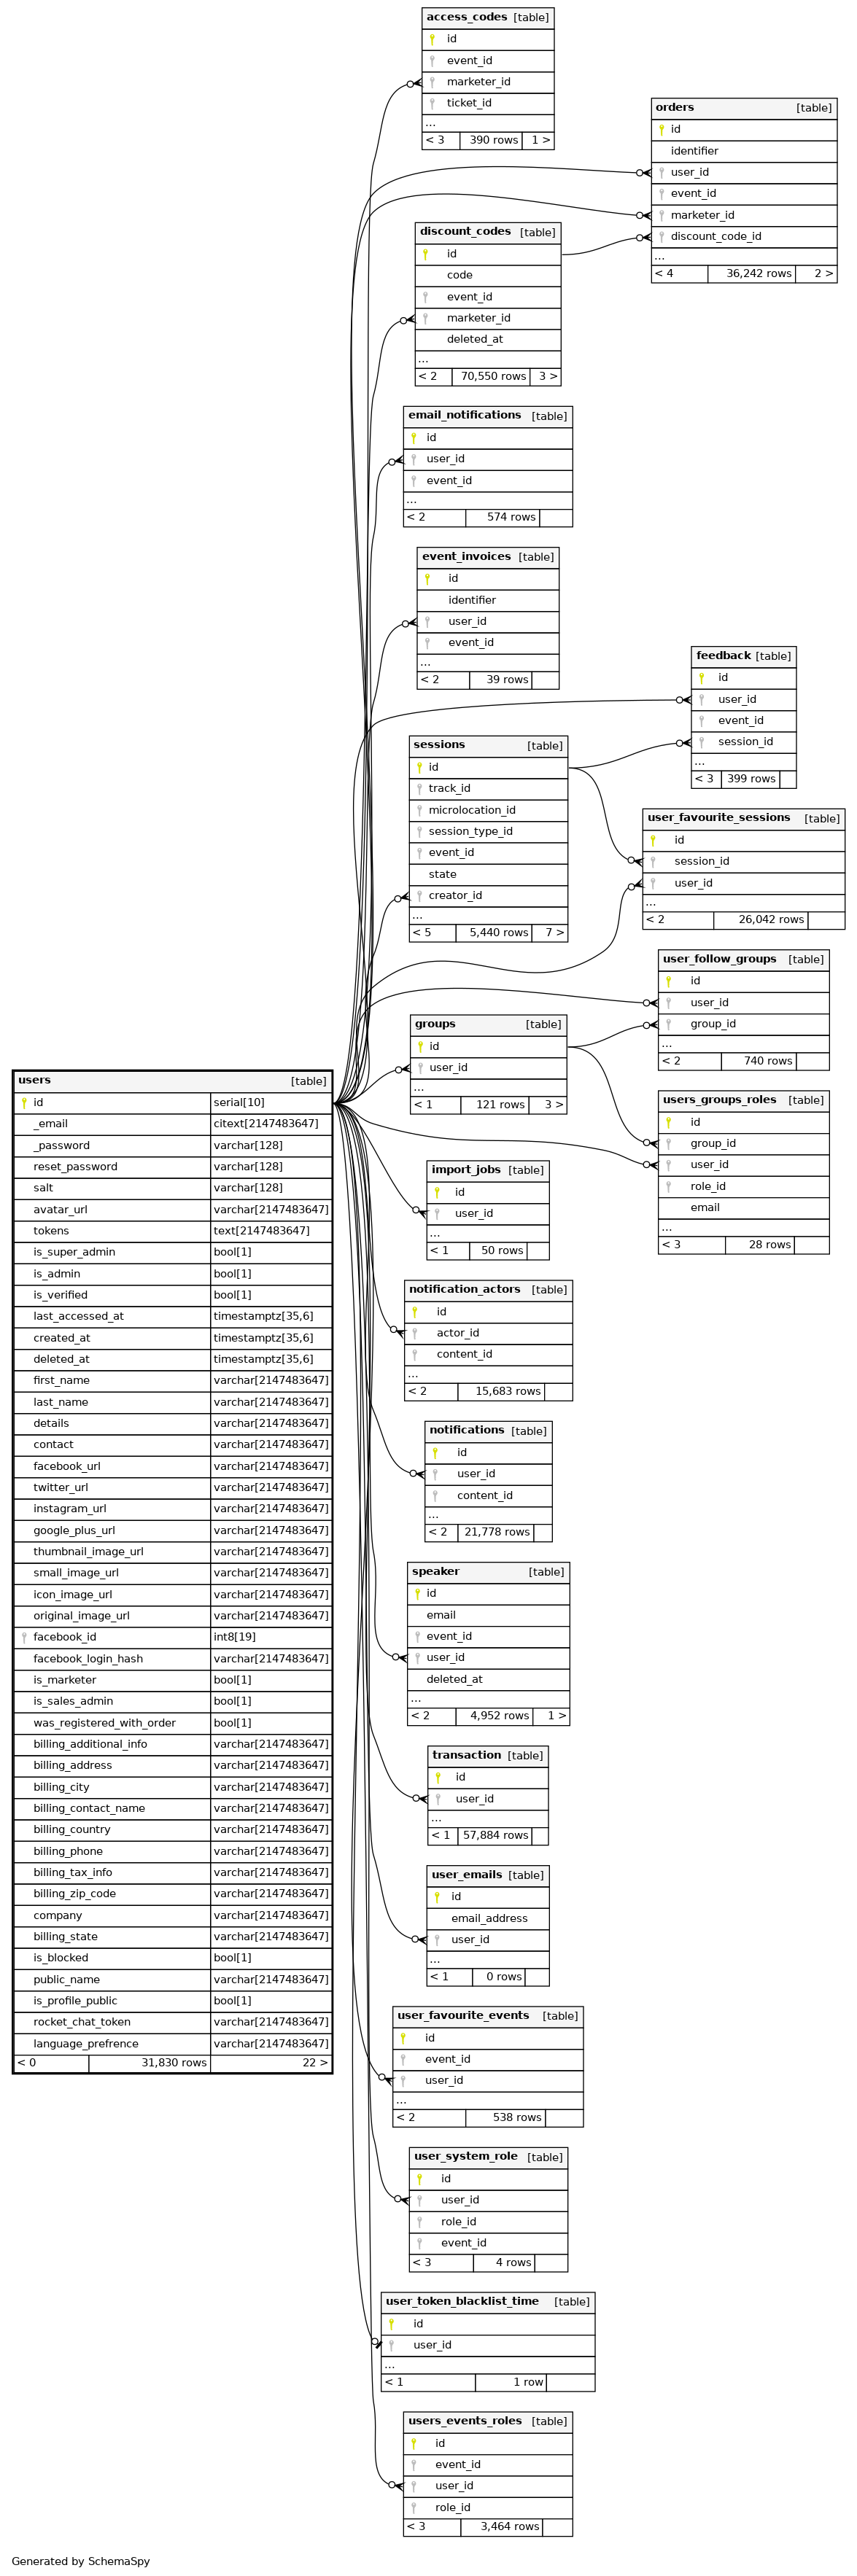 access_codes [table]
id
event_id
marketer_id
ticket_id
...
< 3 390 rows 1 >
orders [table]
id
identifier
user_id
event_id
marketer_id
discount_code_id
...
< 4 36,242 rows 2 >
discount_codes [table]
id
code
event_id
marketer_id
deleted_at
...
< 2 70,550 rows 3 >
email_notifications [table]
id
user_id
event_id
...
< 2 574 rows
event_invoices [table]
id
identifier
user_id
event_id
...
< 2 39 rows
feedback [table]
id
user_id
event_id
session_id
...
< 3 399 rows
sessions [table]
id
track_id
microlocation_id
session_type_id
event_id
state
creator_id
...
< 5 5,440 rows 7 >
user_favourite_sessions [table]
id
session_id
user_id
...
< 2 26,042 rows
user_follow_groups [table]
id
user_id
group_id
...
< 2 740 rows
groups [table]
id
user_id
...
< 1 121 rows 3 >
users_groups_roles [table]
id
group_id
user_id
role_id
email
...
< 3 28 rows
users [table]
id serial[10]
_email citext[2147483647]
_password varchar[128]
reset_password varchar[128]
salt varchar[128]
avatar_url varchar[2147483647]
tokens text[2147483647]
is_super_admin bool[1]
is_admin bool[1]
is_verified bool[1]
last_accessed_at timestamptz[35,6]
created_at timestamptz[35,6]
deleted_at timestamptz[35,6]
first_name varchar[2147483647]
last_name varchar[2147483647]
details varchar[2147483647]
contact varchar[2147483647]
facebook_url varchar[2147483647]
twitter_url varchar[2147483647]
instagram_url varchar[2147483647]
google_plus_url varchar[2147483647]
thumbnail_image_url varchar[2147483647]
small_image_url varchar[2147483647]
icon_image_url varchar[2147483647]
original_image_url varchar[2147483647]
facebook_id int8[19]
facebook_login_hash varchar[2147483647]
is_marketer bool[1]
is_sales_admin bool[1]
was_registered_with_order bool[1]
billing_additional_info varchar[2147483647]
billing_address varchar[2147483647]
billing_city varchar[2147483647]
billing_contact_name varchar[2147483647]
billing_country varchar[2147483647]
billing_phone varchar[2147483647]
billing_tax_info varchar[2147483647]
billing_zip_code varchar[2147483647]
company varchar[2147483647]
billing_state varchar[2147483647]
is_blocked bool[1]
public_name varchar[2147483647]
is_profile_public bool[1]
rocket_chat_token varchar[2147483647]
language_prefrence varchar[2147483647]
< 0 31,830 rows 22 >
import_jobs [table]
id
user_id
...
< 1 50 rows
notification_actors [table]
id
actor_id
content_id
...
< 2 15,683 rows
notifications [table]
id
user_id
content_id
...
< 2 21,778 rows
speaker [table]
id
email
event_id
user_id
deleted_at
...
< 2 4,952 rows 1 >
transaction [table]
id
user_id
...
< 1 57,884 rows
user_emails [table]
id
email_address
user_id
...
< 1 0 rows
user_favourite_events [table]
id
event_id
user_id
...
< 2 538 rows
user_system_role [table]
id
user_id
role_id
event_id
< 3 4 rows
user_token_blacklist_time [table]
id
user_id
...
< 1 1 row
users_events_roles [table]
id
event_id
user_id
role_id
< 3 3,464 rows
Generated by SchemaSpy